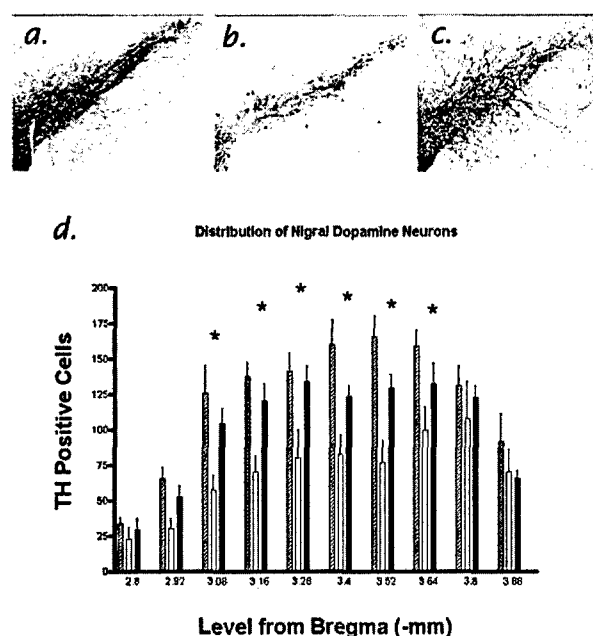 a. b. c.
d. Distribution of Nigral Dopamine Neurons
200
175
150
125
100
75
50
25
0
TH Positive Cells
2.8 2.92 3.08 3.16 3.28 3.4 3.52 3.64 3.8 3.88
* * * * * *
Level from Bregma (-mm)